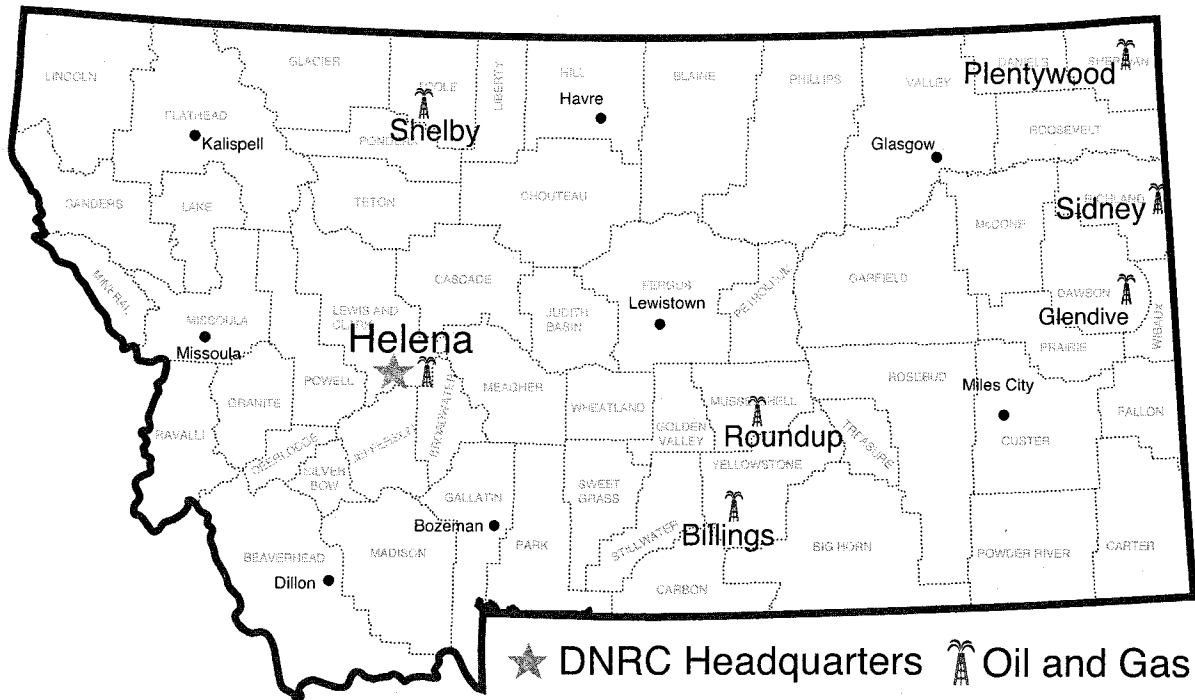 LINCOLN
GLACIER
TOOLE
LIBERTY
HILL
BLAINE
PHILLIPS
VALLEY
DANIELS
SHERIDAN
Plentywood
FLATHEAD
Kalispell
PONDERA
Shelby
Havre
Glasgow
ROOSEVELT
SANDERS
LAKE
TETON
CHOUTEAU
McCONE
RICHLAND
Sidney
MINERAL
MISSOULA
Missoula
LEWIS AND
CLARK
CASCADE
JUDITH
BASIN
FERGUS
Lewistown
PETROLEUM
GARFIELD
DAWSON
Glendive
WIBAUX
PRAIRIE
Helena
POWELL
GRANITE
RAVALLI
DEERLODGE
SILVER
BOW
JEFFERSON
BROADWATER
MEAGHER
WHEATLAND
GOLDEN
VALLEY
MUSSELSHELL
Roundup
TREASURE
ROSEBUD
Miles City
CUSTER
FALLON
GALLATIN
Bozeman
SWEET
GRASS
STILLWATER
YELLOWSTONE
Billings
BEAVERHEAD
Dillon
MADISON
PARK
CARBON
BIG HORN
POWDER RIVER
CARTER
DNRC Headquarters
Oil and Gas